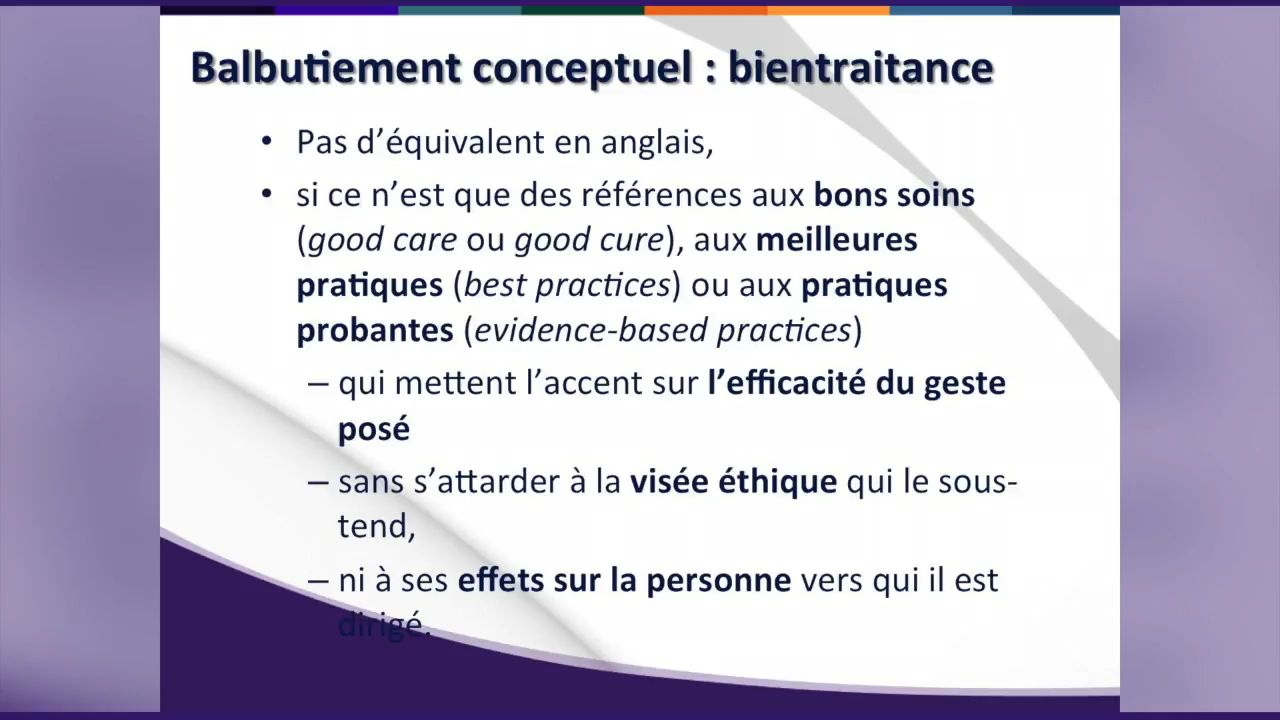 Balbutiement conceptuel : bientraitance
• Pas d’équivalent en anglais,
• si ce n’est que des références aux bons soins
(good care ou good cure), aux meilleures
pratiques (best practices) ou aux pratiques
probantes (evidence-based practices)
– qui mettent l’accent sur l’efficacité du geste
posé
– sans s’attarder à la visée éthique qui le sous-
tend,
– ni à ses effets sur la personne vers qui il est
dirigé.